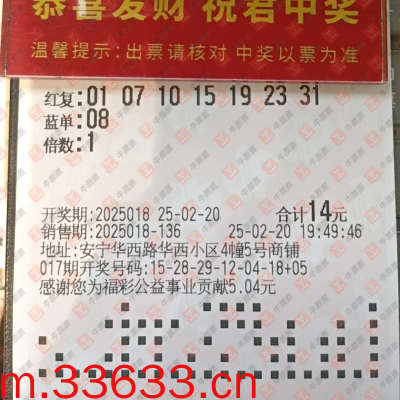 恭喜发财 祝君中奖
温馨提示:出票请核对 中奖以票为准
红复:01 07 10 15 19 23 31
蓝单:08
倍数:1
开奖期:2025018 25-02-20 合计14元
销售期:2025018-136 25-02-20 19:49:46
地址:安宁华西路华西小区4幢5号商铺
017期开奖号码:15-28-29-12-04-18+05
感谢您为福彩公益事业贡献5.04元
m.33633.cn